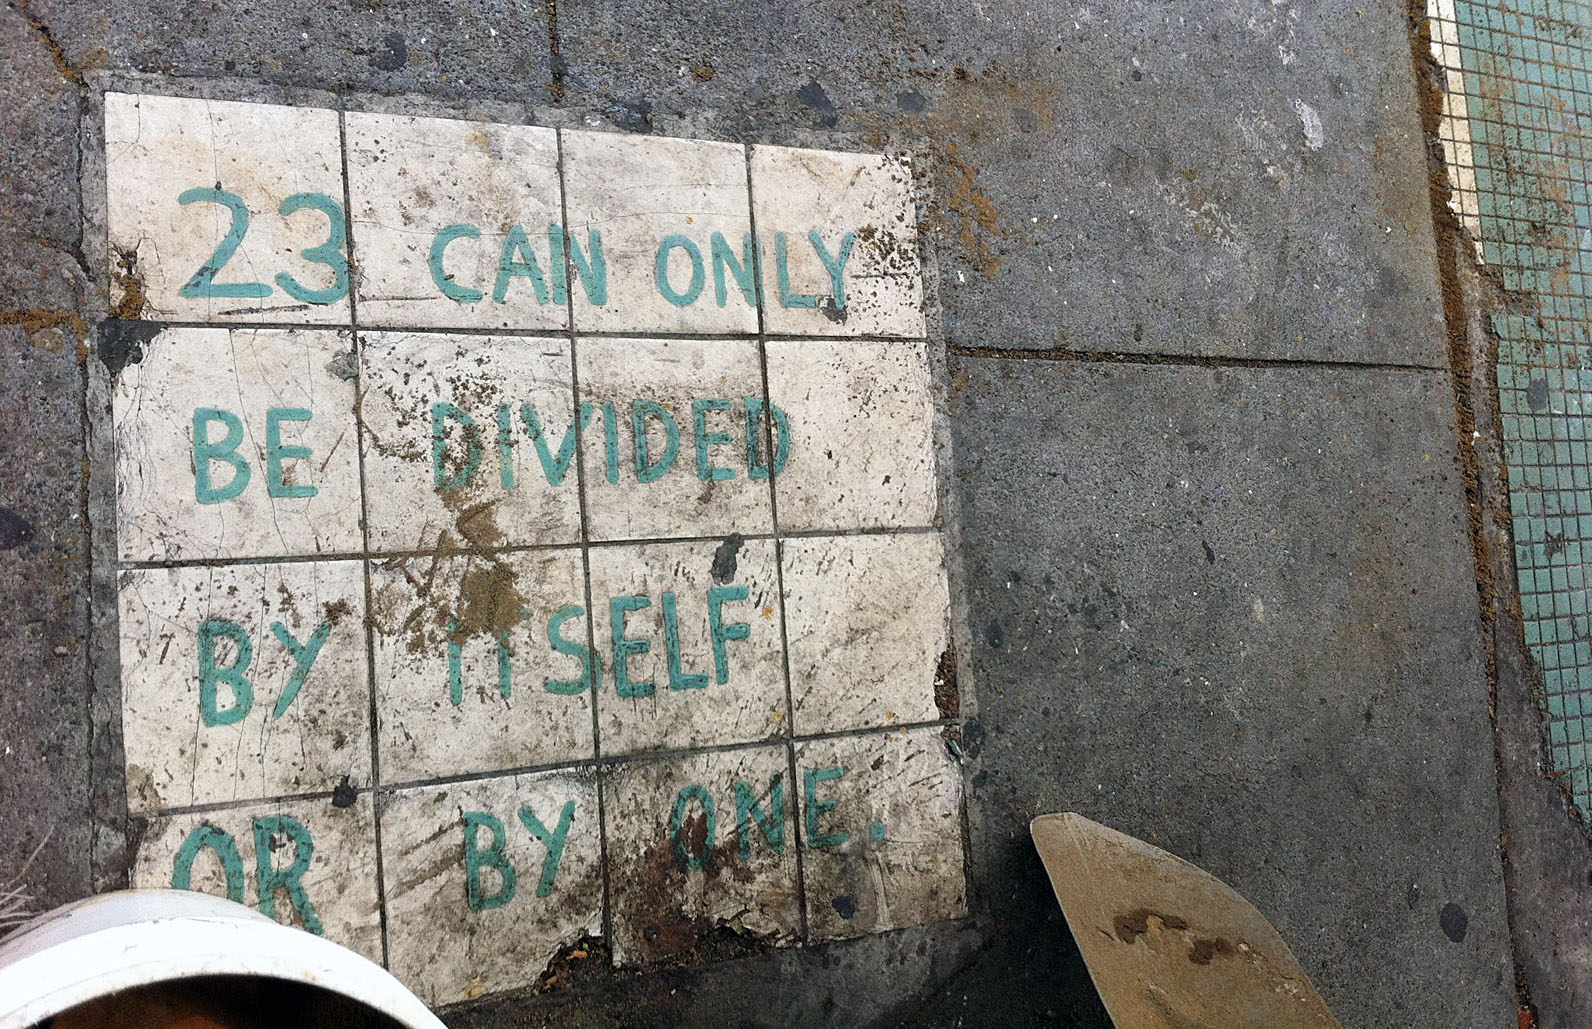 23 CAN ONLY
BE DIVIDED
BY ITSELF
OR BY ONE.